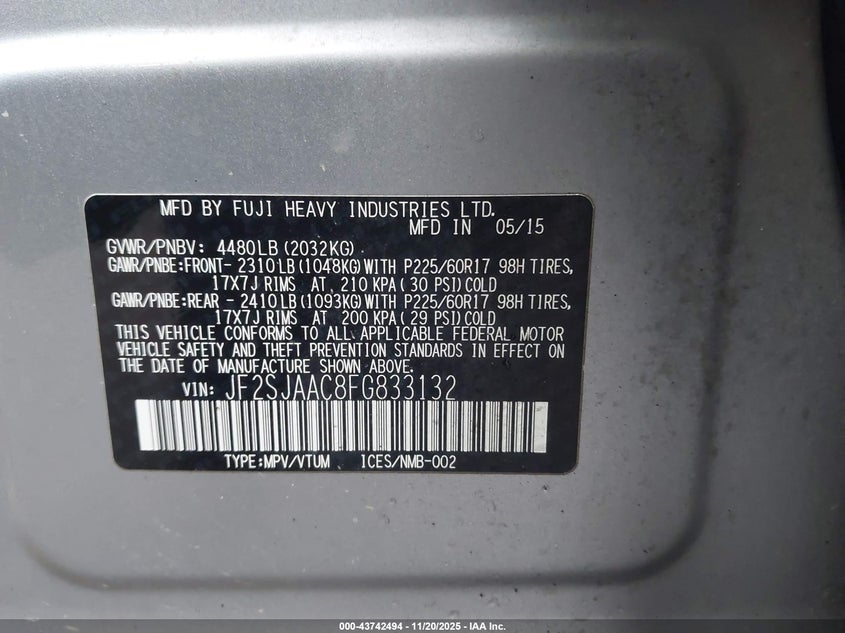 MFD BY FUJI HEAVY INDUSTRIES LTD.
MFD IN 05/15
GVWR/PNBV: 4480LB(2032KG)
GAWR/PNBE:FRONT- 2310LB(1048KG)WITH P225/60R17 98H TIRES,
17X7J RIMS AT 210 KPA( 30 PSI)COLD
GAWR/PNBE:REAR - 2410LB(1093KG)WITH P225/60R17 98H TIRES,
17X7J RIMS AT 200 KPA( 29 PSI)COLD
THIS VEHICLE CONFORMS TO ALL APPLICABLE FEDERAL MOTOR
VEHICLE SAFETY AND THEFT PREVENTION STANDARDS IN EFFECT ON
THE DATE OF MANUFACTURE SHOWN ABOVE.
VIN: JF2SJAAC8FG833132
TYPE:MPV/VTUM ICES/NMB-002
000-43742494 - 11/20/2025 - IAA Inc.